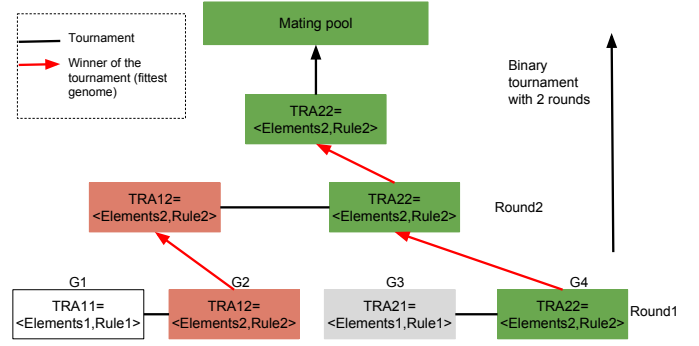 Mating pool
Tournament
Winner of the
tournament (fittest
genome)
Binary
tournament
with 2 rounds
TRA22=
<Elements2,Rule2>
TRA12=
<Elements2,Rule2>
TRA22=
<Elements2,Rule2>
Round2
G1
G2
G3
G4
TRA11=
<Elements1,Rule1>
TRA12=
<Elements2,Rule2>
TRA21=
<Elements1,Rule1>
TRA22=
<Elements2,Rule2>
Round1